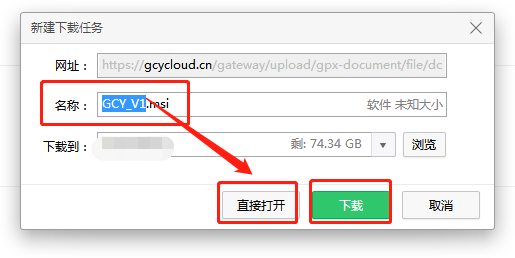 新建下载任务
网址： https://gcycloud.cn/gateway/upload/gpx-document/file/dc
名称： GCY_V1.msi 软件 未知大小
下载到： 剩: 74.34 GB 浏览
直接打开 下载 取消